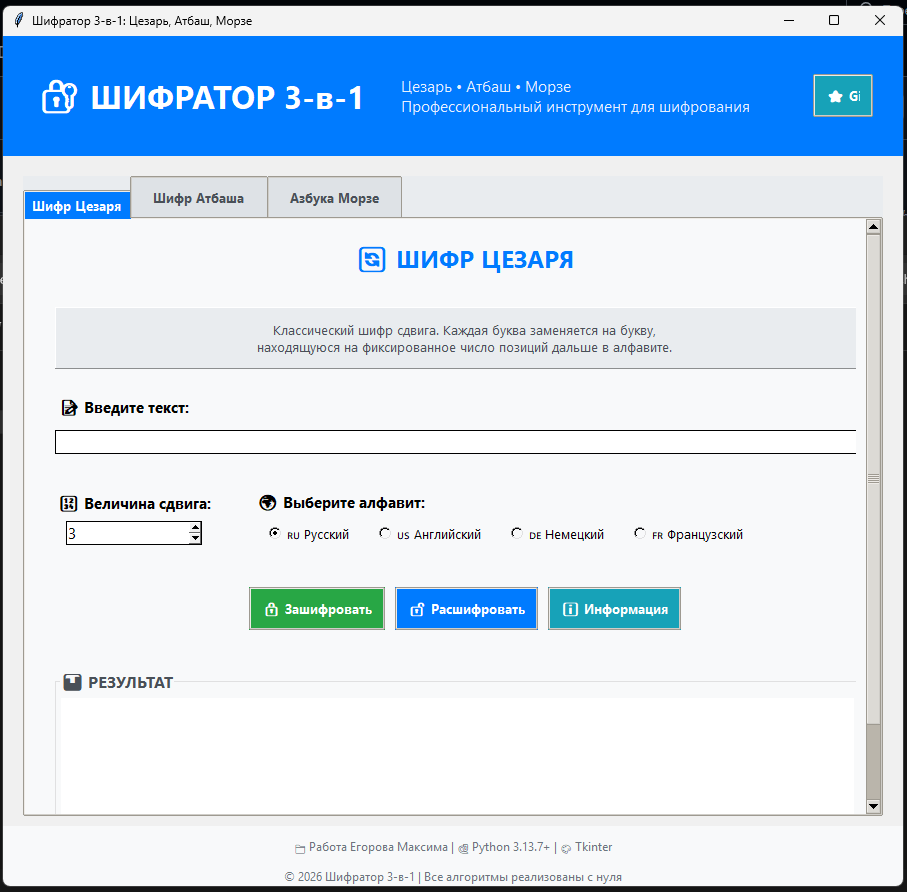 Шифратор 3-в-1: Цезарь, Атбаш, Морзе
ШИФРАТОР 3-в-1
Цезарь • Атбаш • Морзе
Профессиональный инструмент для шифрования
Gi
Шифр Цезаря
Шифр Атбаша
Азбука Морзе
ШИФР ЦЕЗАРЯ
Классический шифр сдвига. Каждая буква заменяется на букву,
находящуюся на фиксированное число позиций дальше в алфавите.
Введите текст:
Величина сдвига:
Выберите алфавит:
3
RU Русский
US Английский
DE Немецкий
FR Французский
Зашифровать
Расшифровать
Информация
РЕЗУЛЬТАТ
Работа Егорова Максима | Python 3.13.7+ | Tkinter
© 2026 Шифратор 3-в-1 | Все алгоритмы реализованы с нуля